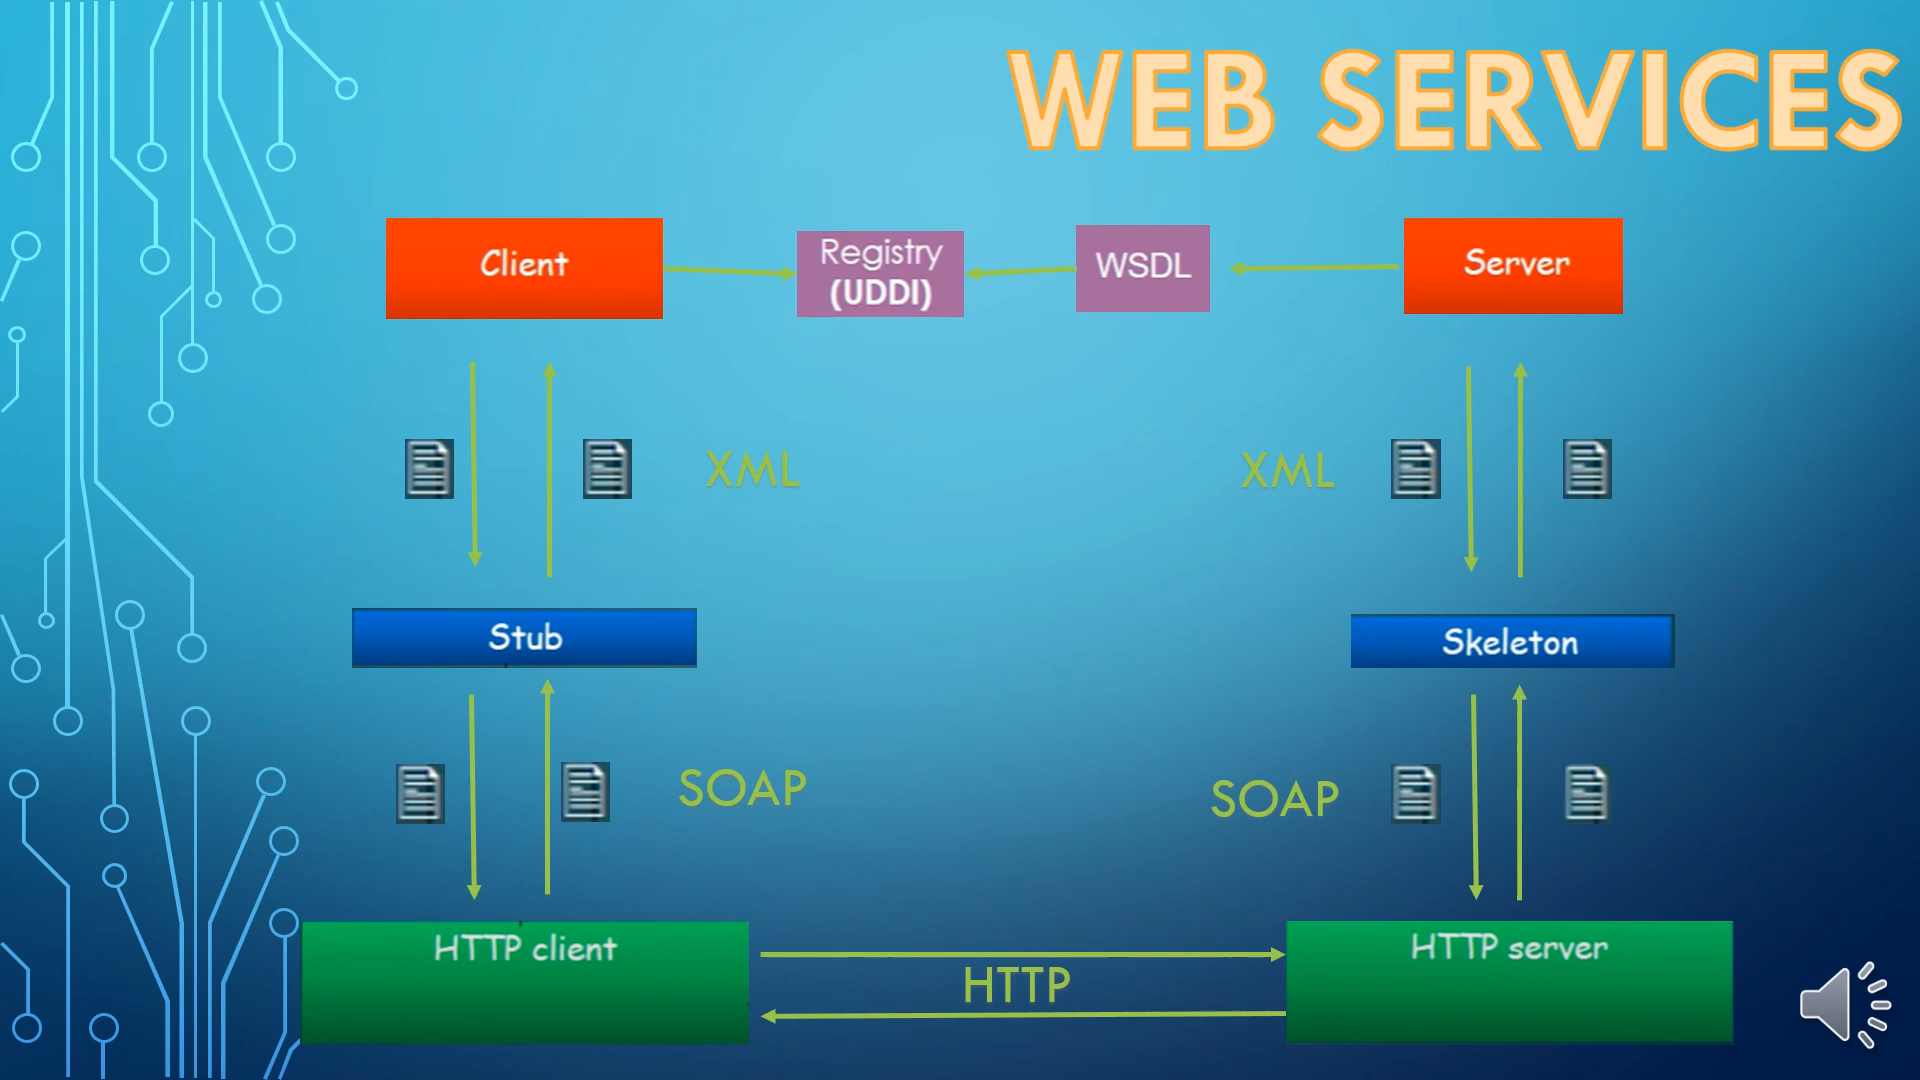 WEB SERVICES
Client
Registry
(UDDI)
WSDL
Server
XML
XML
Stub
Skeleton
SOAP
SOAP
HTTP client
HTTP
HTTP server